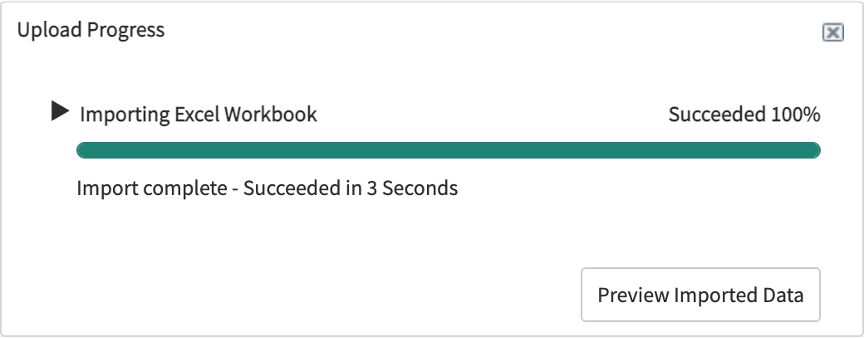 Upload Progress
Importing Excel Workbook Succeeded 100%
Import complete - Succeeded in 3 Seconds
Preview Imported Data